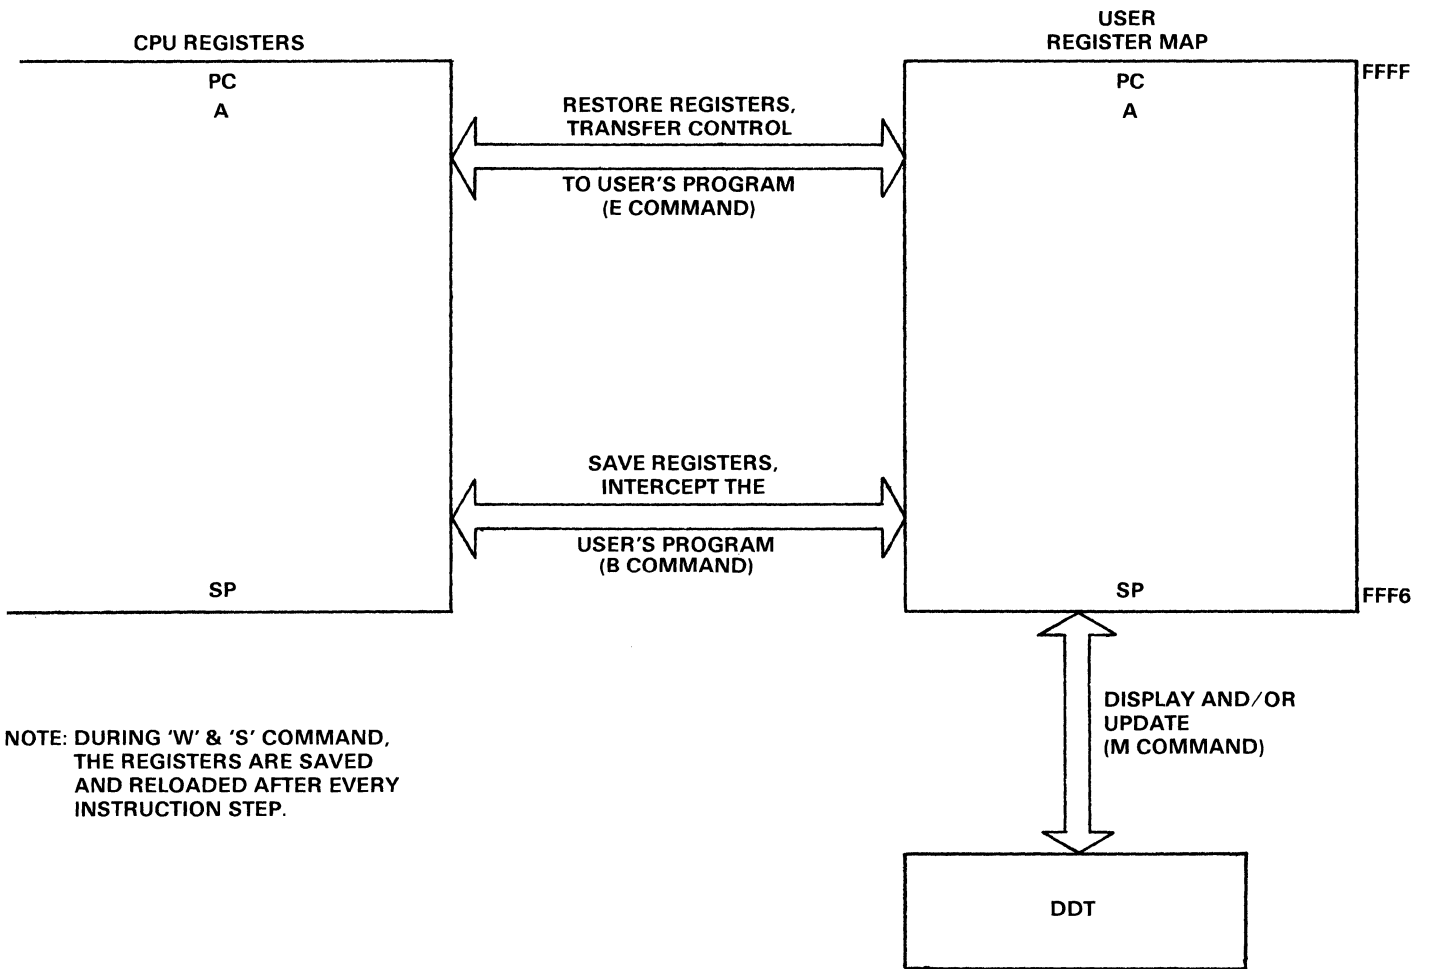 CPU REGISTERS
PC
A
SP
RESTORE REGISTERS,
TRANSFER CONTROL
TO USER'S PROGRAM
(E COMMAND)
SAVE REGISTERS,
INTERCEPT THE
USER'S PROGRAM
(B COMMAND)
USER
REGISTER MAP
PC
A
SP
FFFF
FFF6
DISPLAY AND/OR
UPDATE
(M COMMAND)
DDT
NOTE: DURING 'W' & 'S' COMMAND,
THE REGISTERS ARE SAVED
AND RELOADED AFTER EVERY
INSTRUCTION STEP.